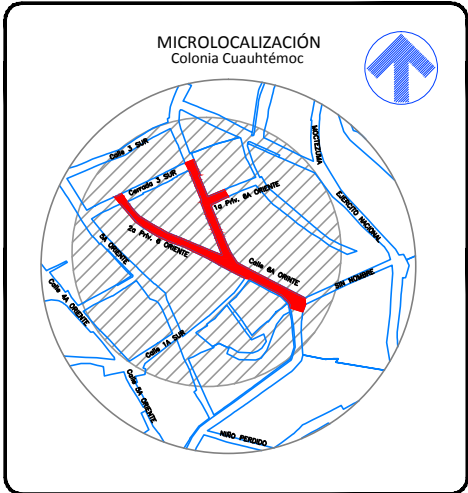 MICROLOCALIZACIÓN
Colonia Cuauhtémoc
Calle 3 SUR
MOCTEZUMA
Cerrada 3 SUR
EJERCITO NACIONAL
1a Priv. 6A ORIENTE
2a Priv. 6 ORIENTE
5A ORIENTE
Calle 6A ORINTE
SIN NOMBRE
Calle 4A ORIENTE
Calle 1A SUR
Calle 5A ORIENTE
NIÑO PERDIDO